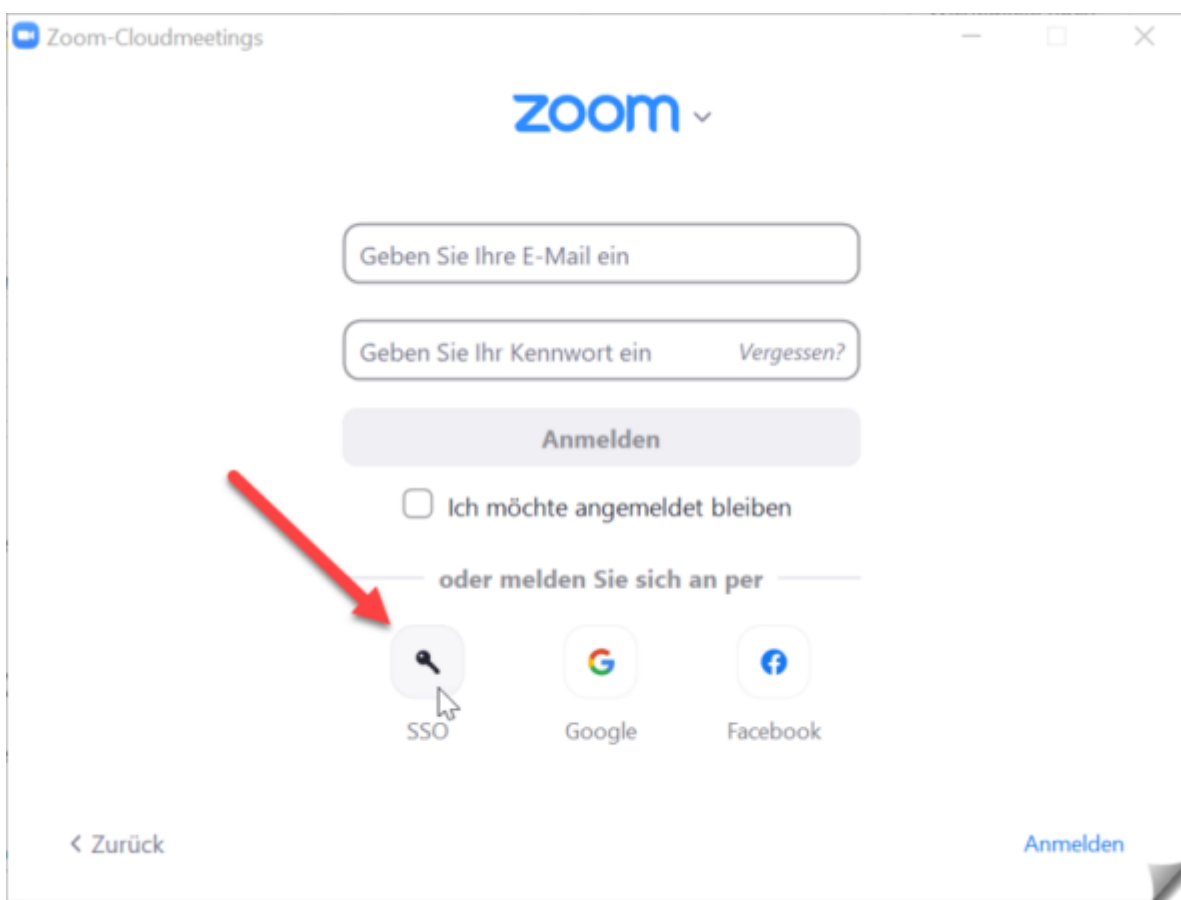 Zoom-Cloudmeetings
zoom
Geben Sie Ihre E-Mail ein
Geben Sie Ihr Kennwort ein Vergessen?
Anmelden
Ich möchte angemeldet bleiben
oder melden Sie sich an per
SSO Google Facebook
< Zurück Anmelden